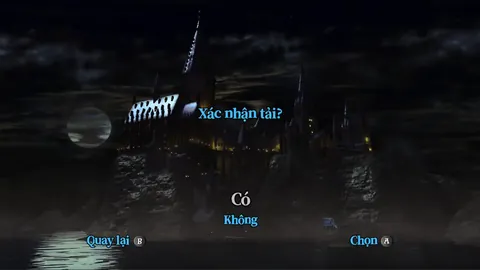 Xác nhận tải?
Có
Không
Quay lại B
Chọn A